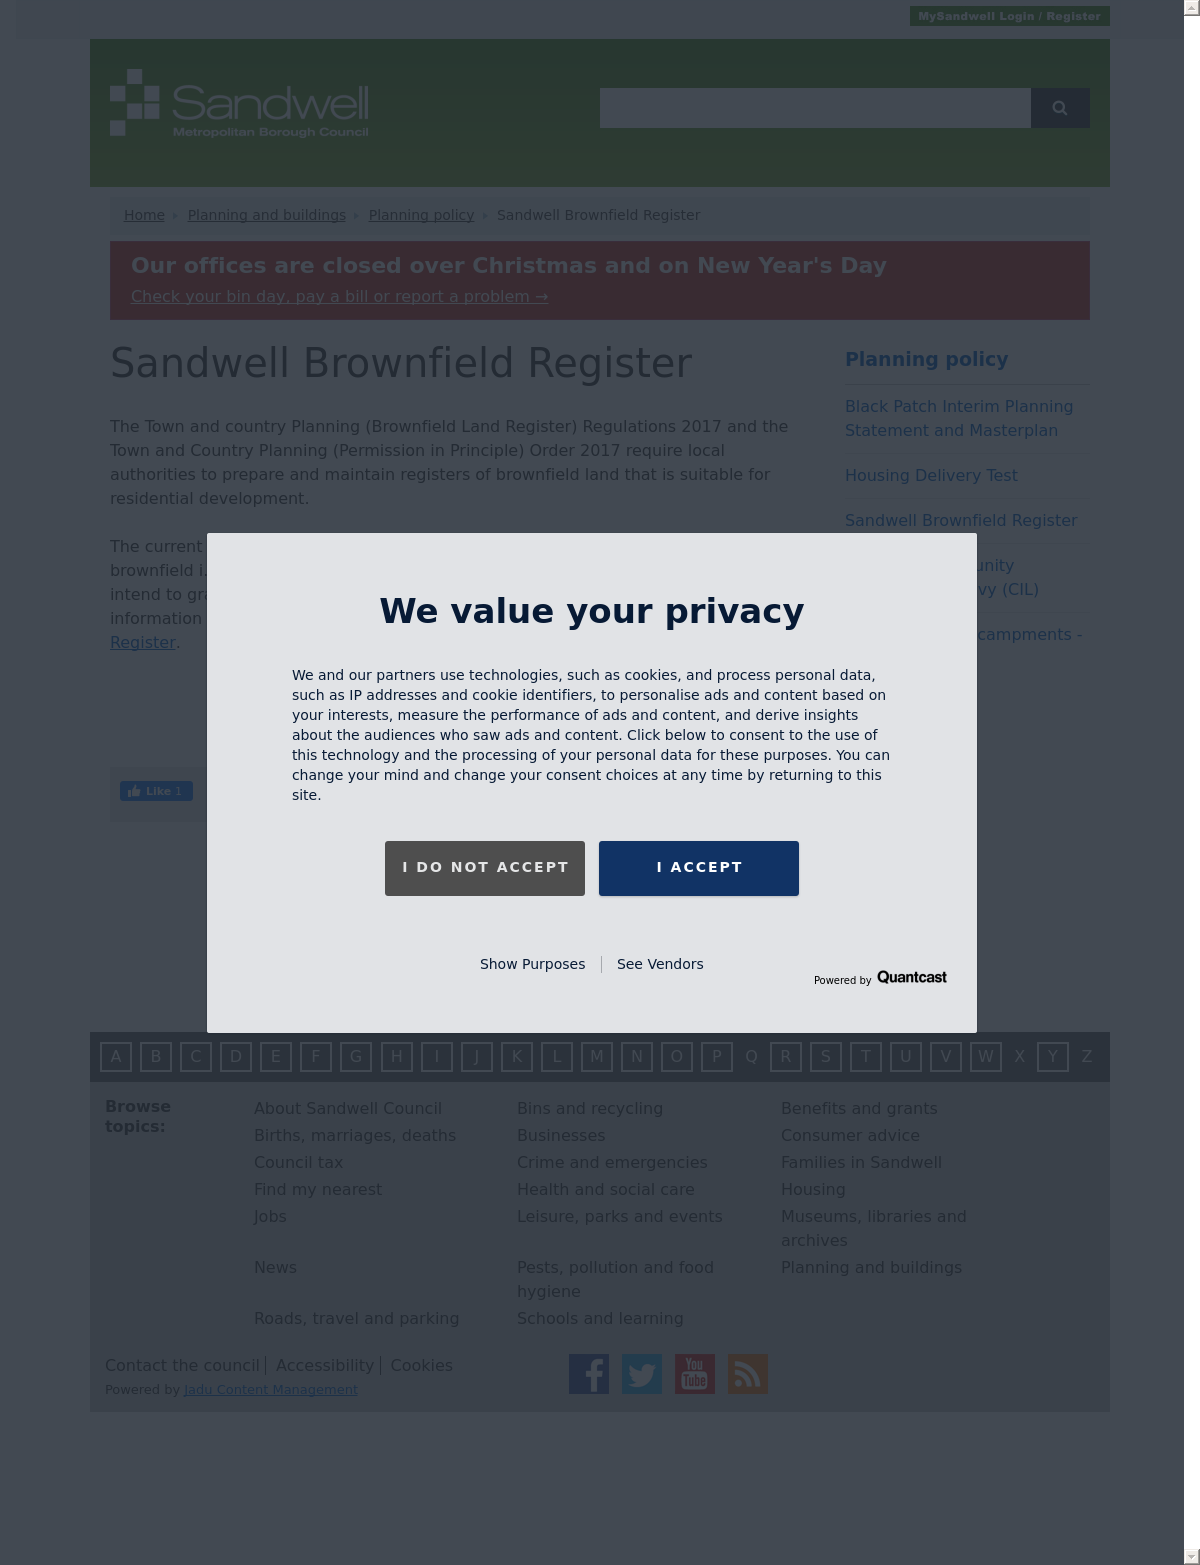 MySandwell Login / Register
Sandwell
Metropolitan Borough Council
Home Planning and buildings Planning policy Sandwell Brownfield Register
Our offices are closed over Christmas and on New Year's Day
Check your bin day, pay a bill or report a problem →
Sandwell Brownfield Register
The Town and country Planning (Brownfield Land Register) Regulations 2017 and the
Town and Country Planning (Permission in Principle) Order 2017 require local
authorities to prepare and maintain registers of brownfield land that is suitable for
residential development.
The current
brownfield i.
intend to gra
information
Register.
Planning policy
Black Patch Interim Planning
Statement and Masterplan
Housing Delivery Test
Sandwell Brownfield Register
unity
vy (CIL)
campments -
We value your privacy
We and our partners use technologies, such as cookies, and process personal data,
such as IP addresses and cookie identifiers, to personalise ads and content based on
your interests, measure the performance of ads and content, and derive insights
about the audiences who saw ads and content. Click below to consent to the use of
this technology and the processing of your personal data for these purposes. You can
change your mind and change your consent choices at any time by returning to this
site.
Like 1
I DO NOT ACCEPT I ACCEPT
Show Purposes See Vendors
Powered by Quantcast
A B C D E F G H I J K L M N O P Q R S T U V W X Y Z
Browse
topics:
About Sandwell Council Bins and recycling Benefits and grants
Births, marriages, deaths Businesses Consumer advice
Council tax Crime and emergencies Families in Sandwell
Find my nearest Health and social care Housing
Jobs Leisure, parks and events Museums, libraries and
archives
News Pests, pollution and food Planning and buildings
hygiene
Roads, travel and parking Schools and learning
Contact the council Accessibility Cookies
Powered by Jadu Content Management
You
Tube